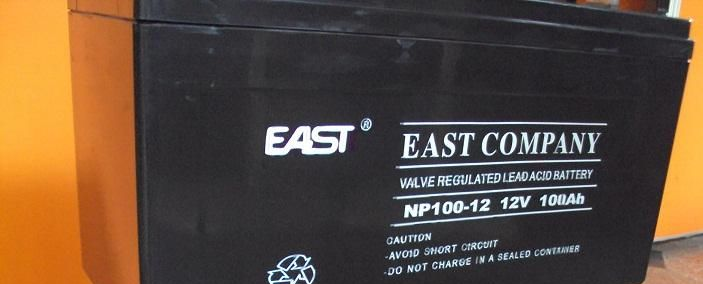 EAST®
EAST COMPANY
VALVE REGULATED LEAD ACID BATTERY
NP100-12 12V 100Ah
CAUTION
-AVOID SHORT CIRCUIT
-DO NOT CHARGE IN A SEALED CONTAINER